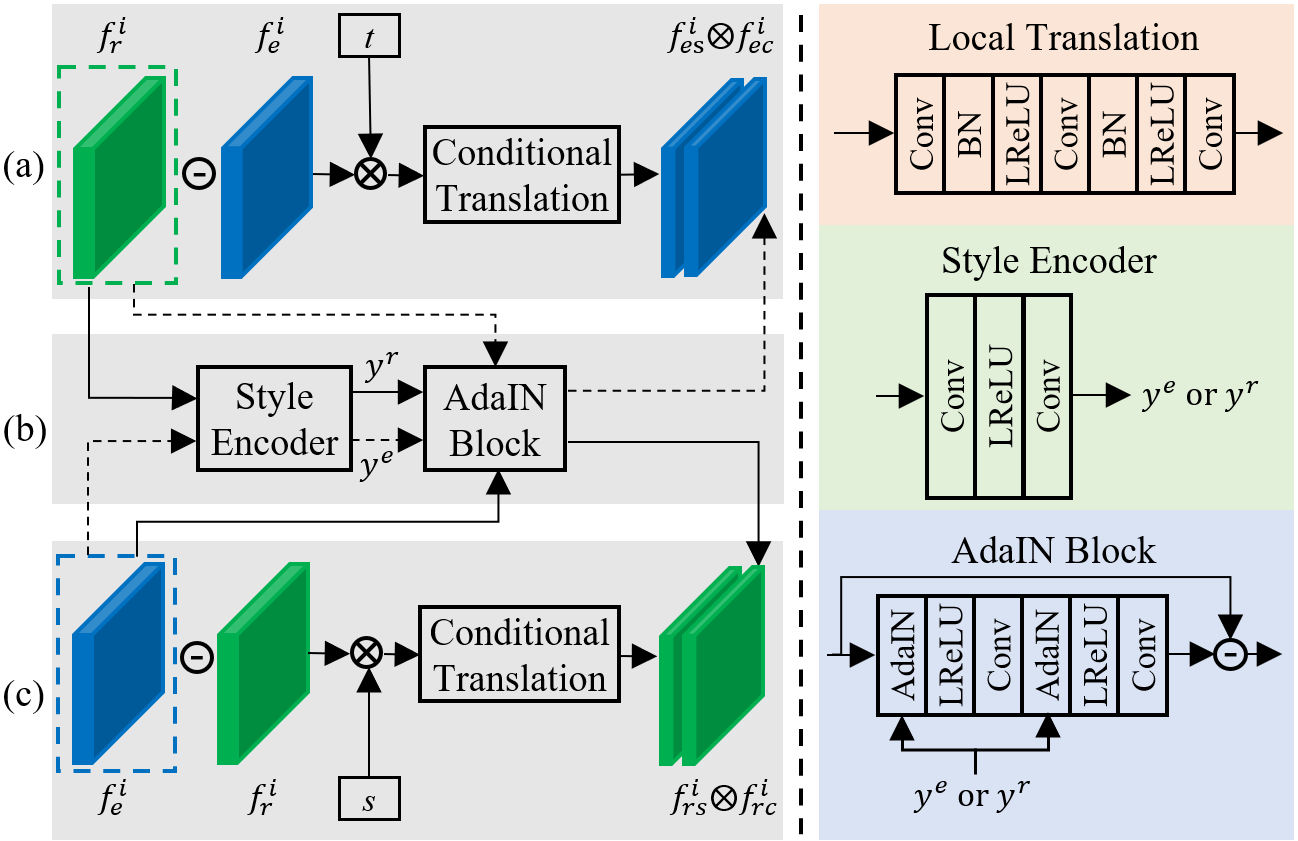 f_r^i
f_e^i
t
f_{es}^i⊗f_{ec}^i
(a)
⊖
⊗
Conditional
Translation
(b)
Style
Encoder
y^r
y^e
AdaIN
Block
(c)
⊖
⊗
Conditional
Translation
f_e^i
f_r^i
s
f_{rs}^i⊗f_{rc}^i
Local Translation
Conv
BN
LReLU
Conv
BN
LReLU
Conv
Style Encoder
Conv
LReLU
Conv
y^e or y^r
AdaIN Block
AdaIN
LReLU
Conv
AdaIN
LReLU
Conv
⊖
y^e or y^r